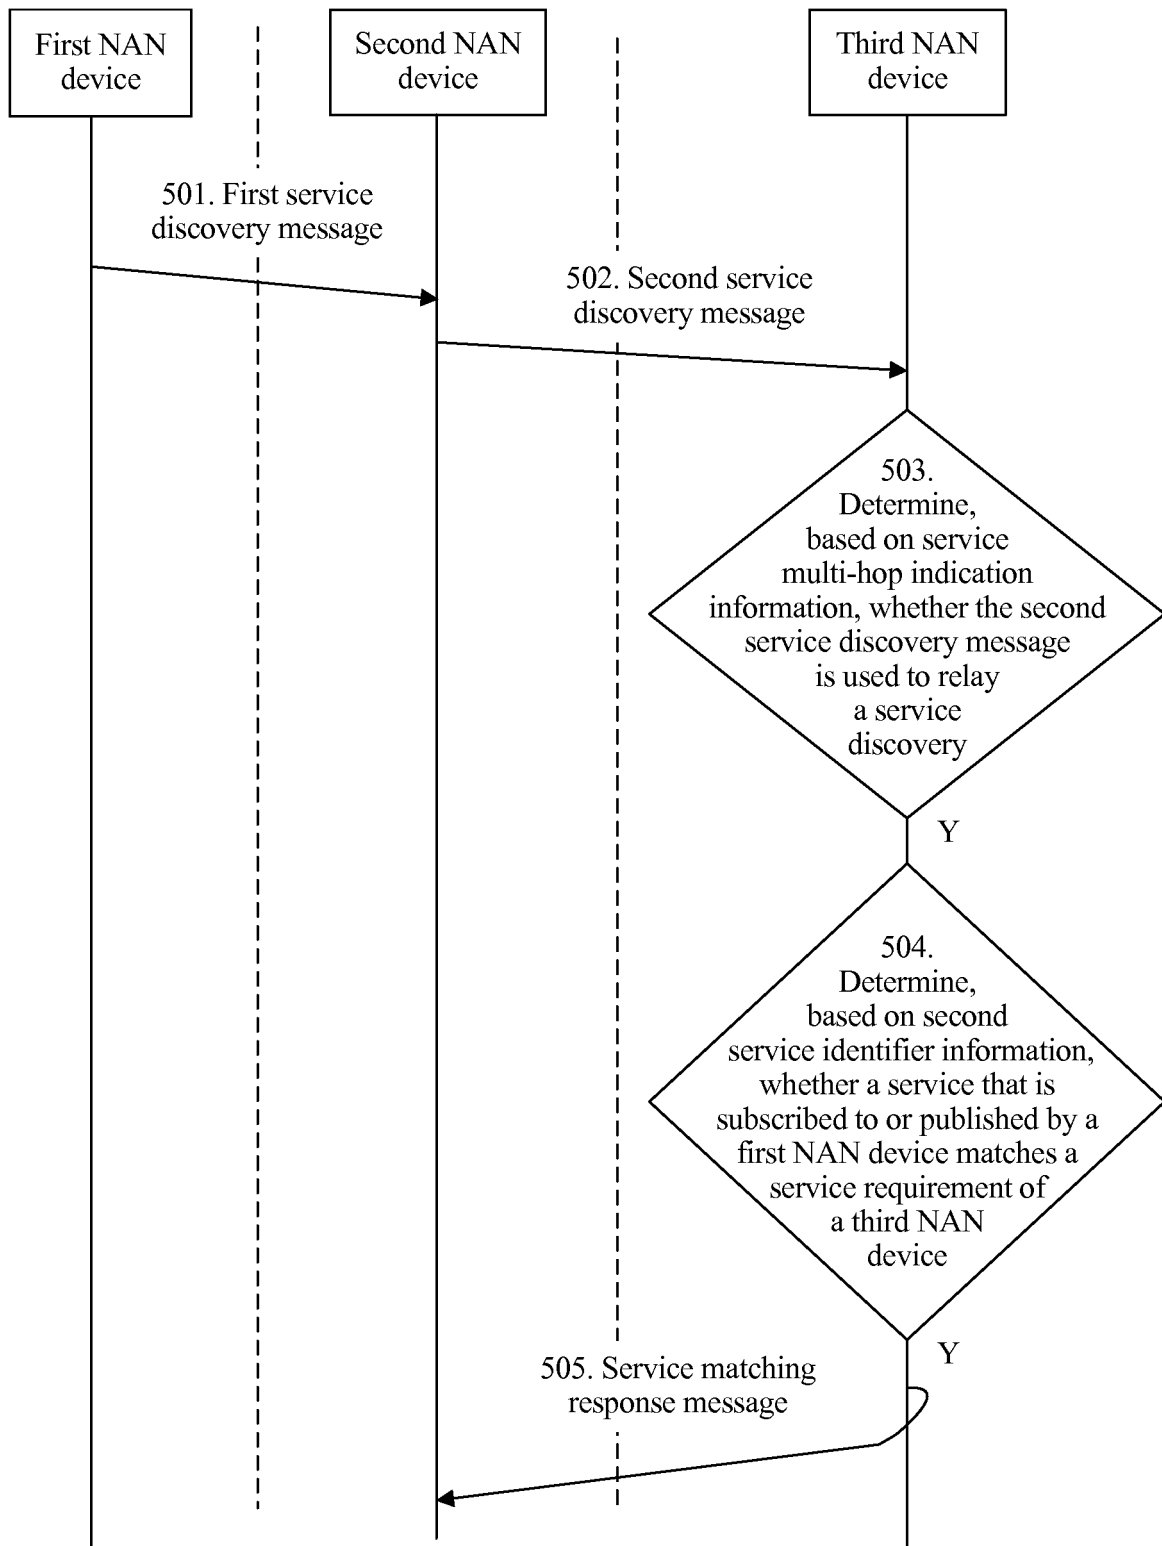 First NAN
device
Second NAN
device
Third NAN
device
501. First service
discovery message
502. Second service
discovery message
503.
Determine,
based on service
multi-hop indication
information, whether the second
service discovery message
is used to relay
a service
discovery
Y
504.
Determine,
based on second
service identifier information,
whether a service that is
subscribed to or published by a
first NAN device matches a
service requirement of
a third NAN
device
Y
505. Service matching
response message